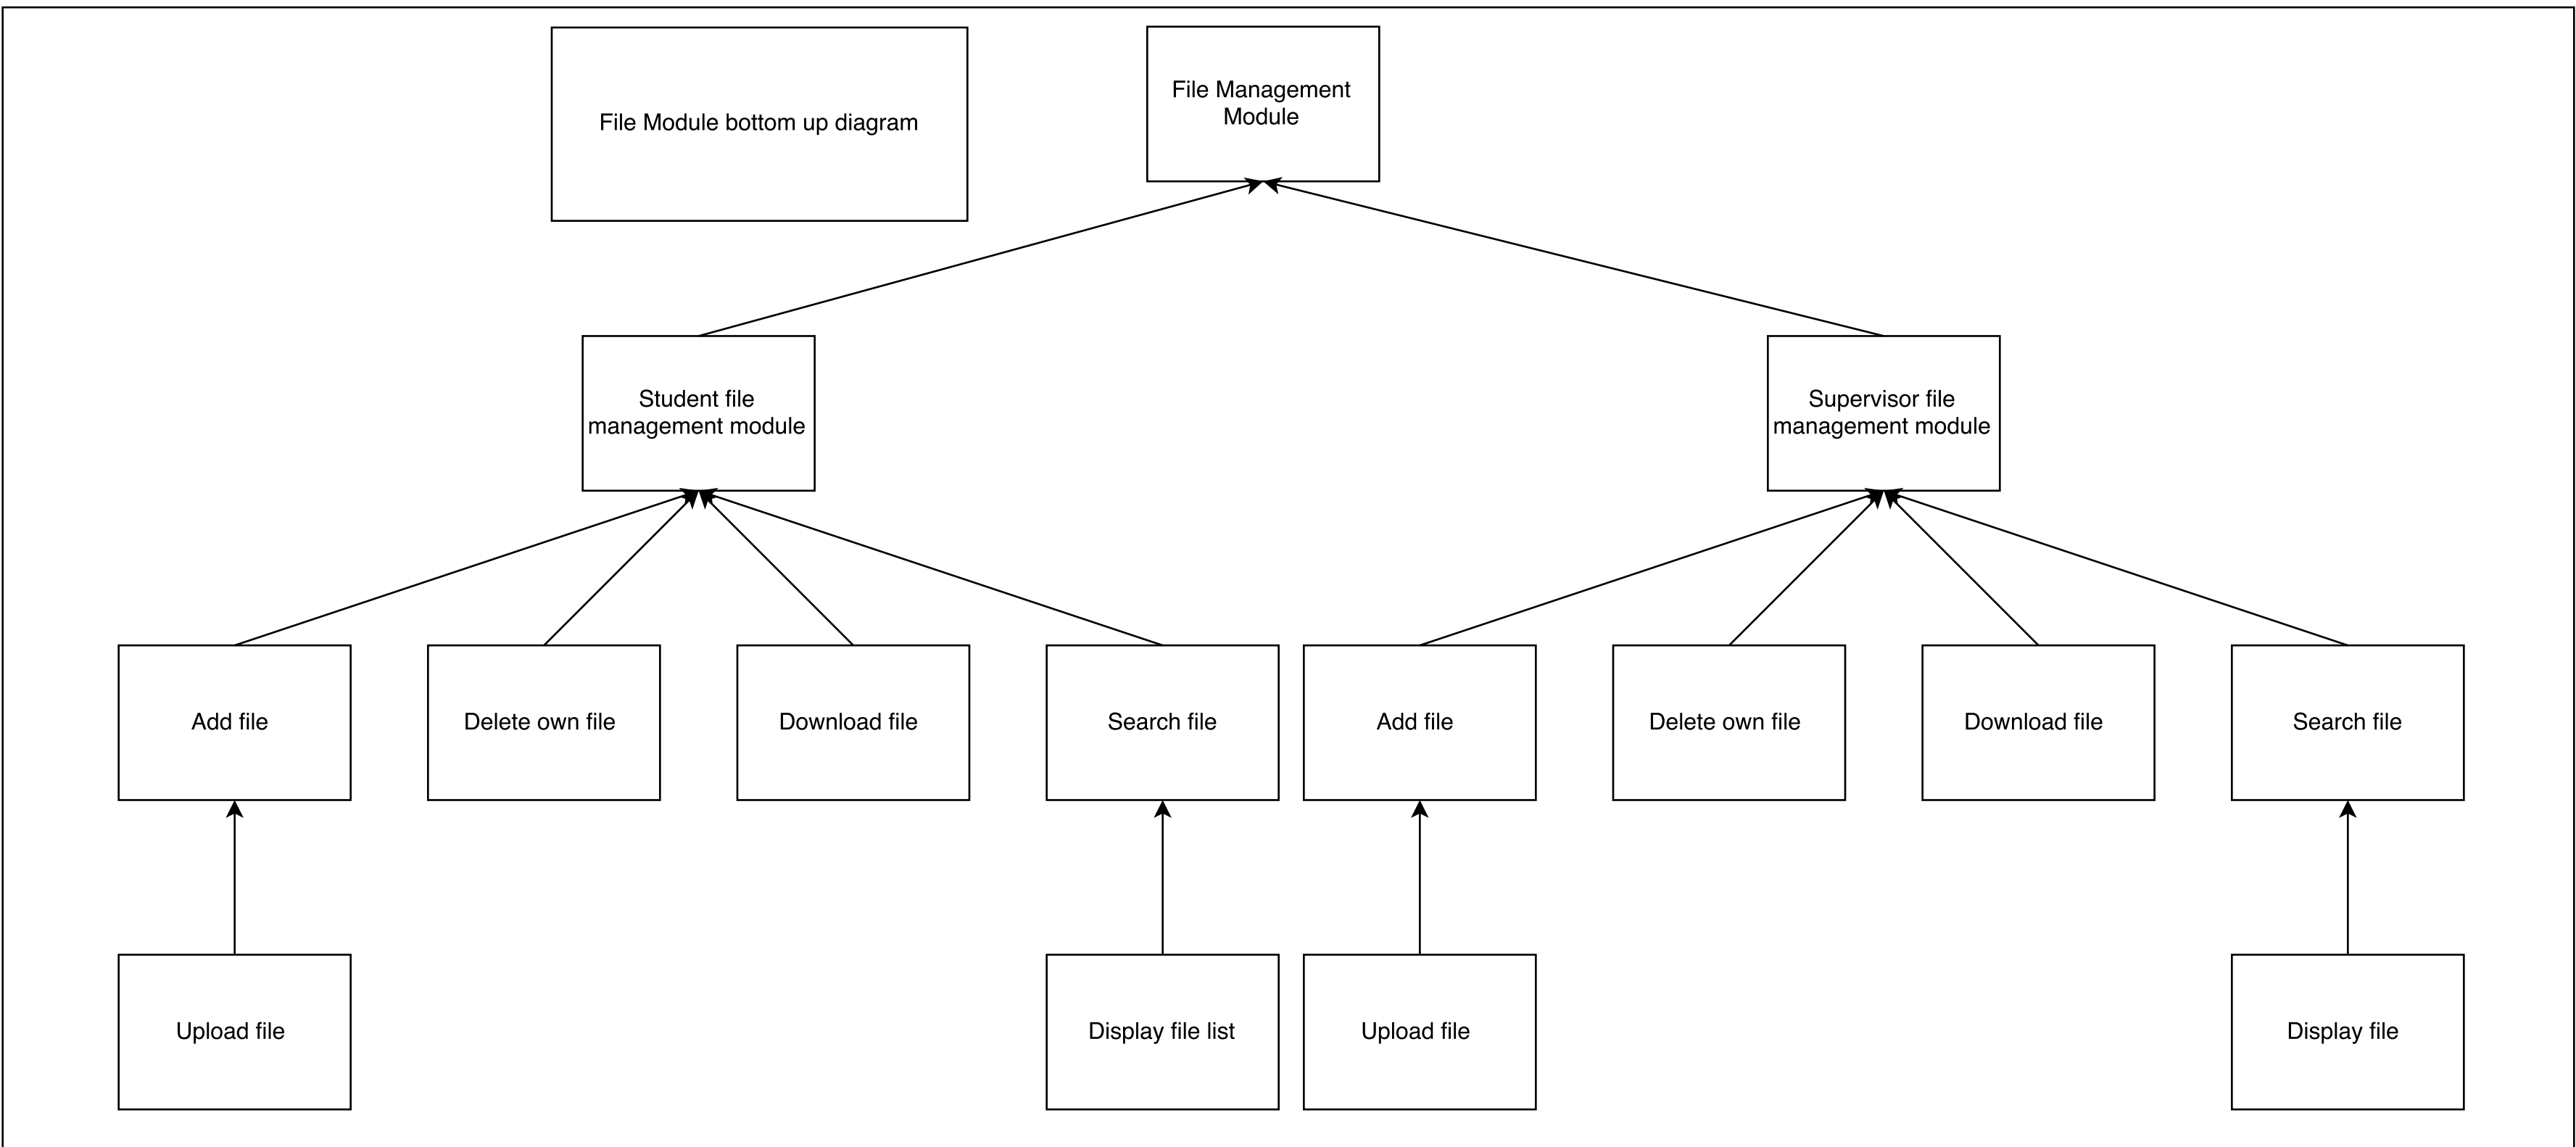 File Module bottom up diagram
File Management
Module
Student file
management module
Supervisor file
management module
Add file
Delete own file
Download file
Search file
Add file
Delete own file
Download file
Search file
Upload file
Display file list
Upload file
Display file